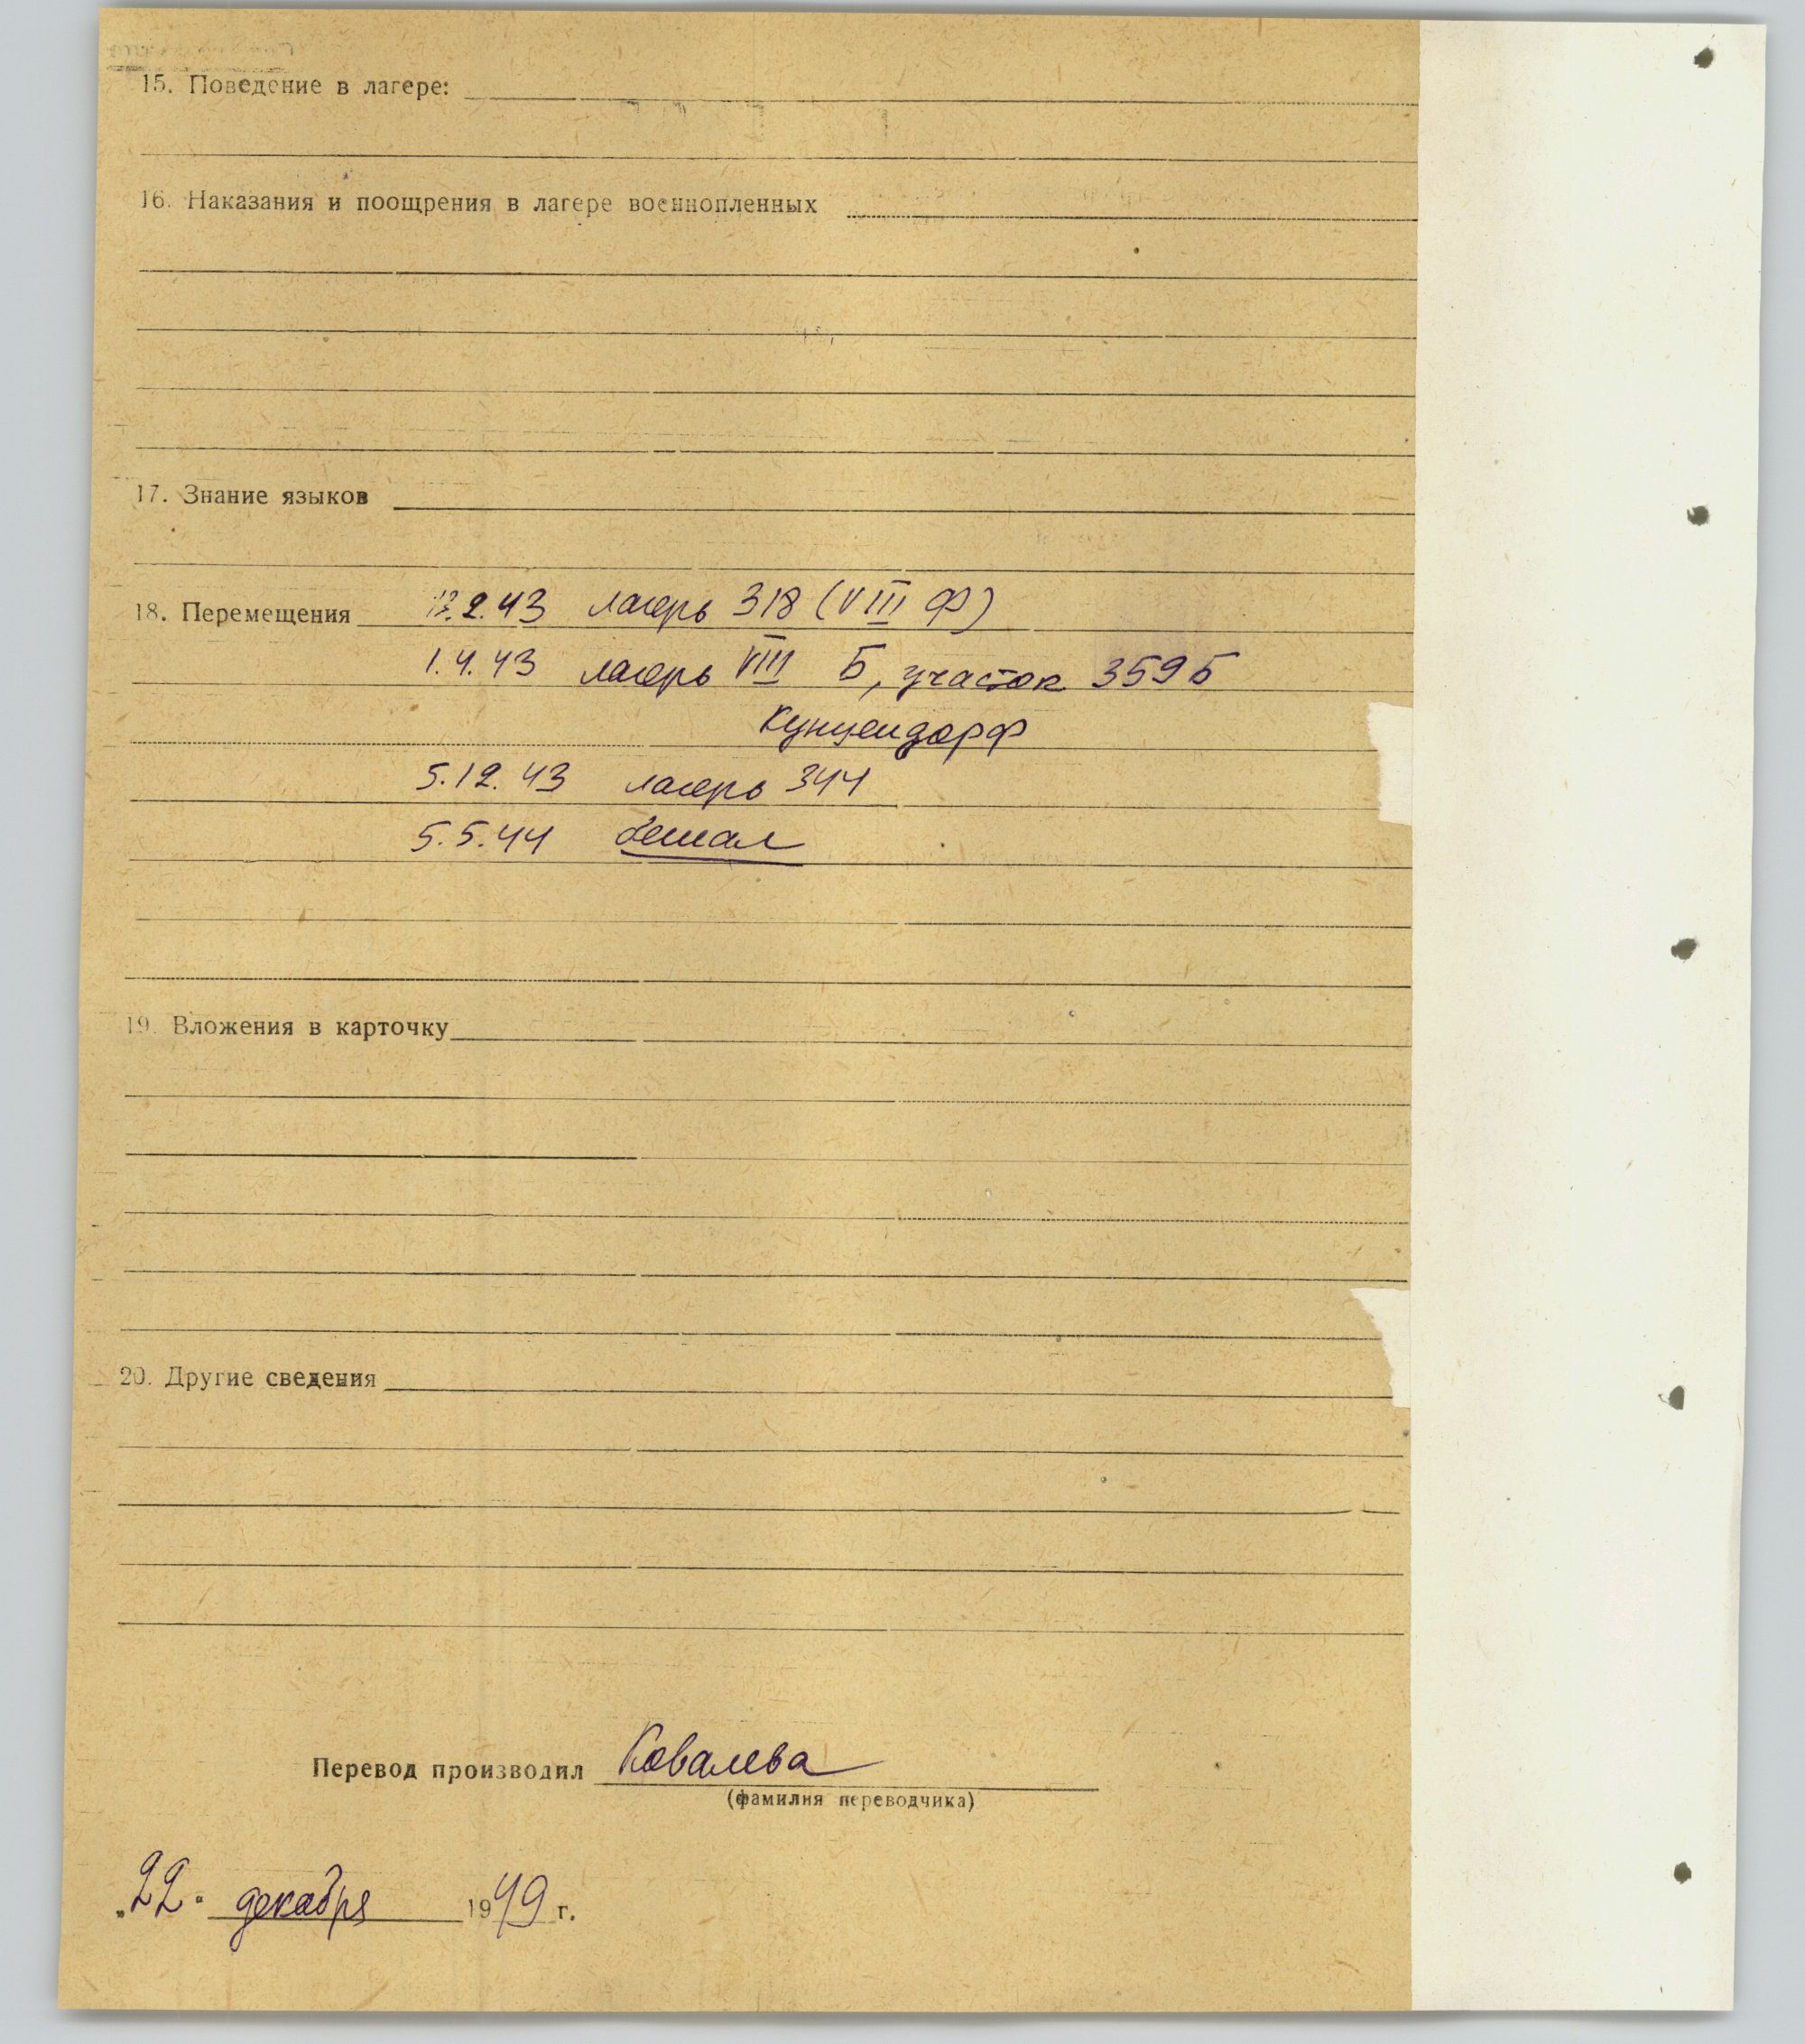 15. Поведение в лагере:
16. Наказания и поощрения в лагере военнопленных
17. Знание языков
18. Перемещения 13.2.43 лагерь 318 (VIII Ф)
1.4.43 лагерь VIII Б, участок 359Б
Кунцендорф
5.12.43 лагерь 344
5.5.44 бежал
19. Вложения в карточку
20. Другие сведения
Перевод производил Ковалева
(фамилия переводчика)
„22" декабря 1949 г.